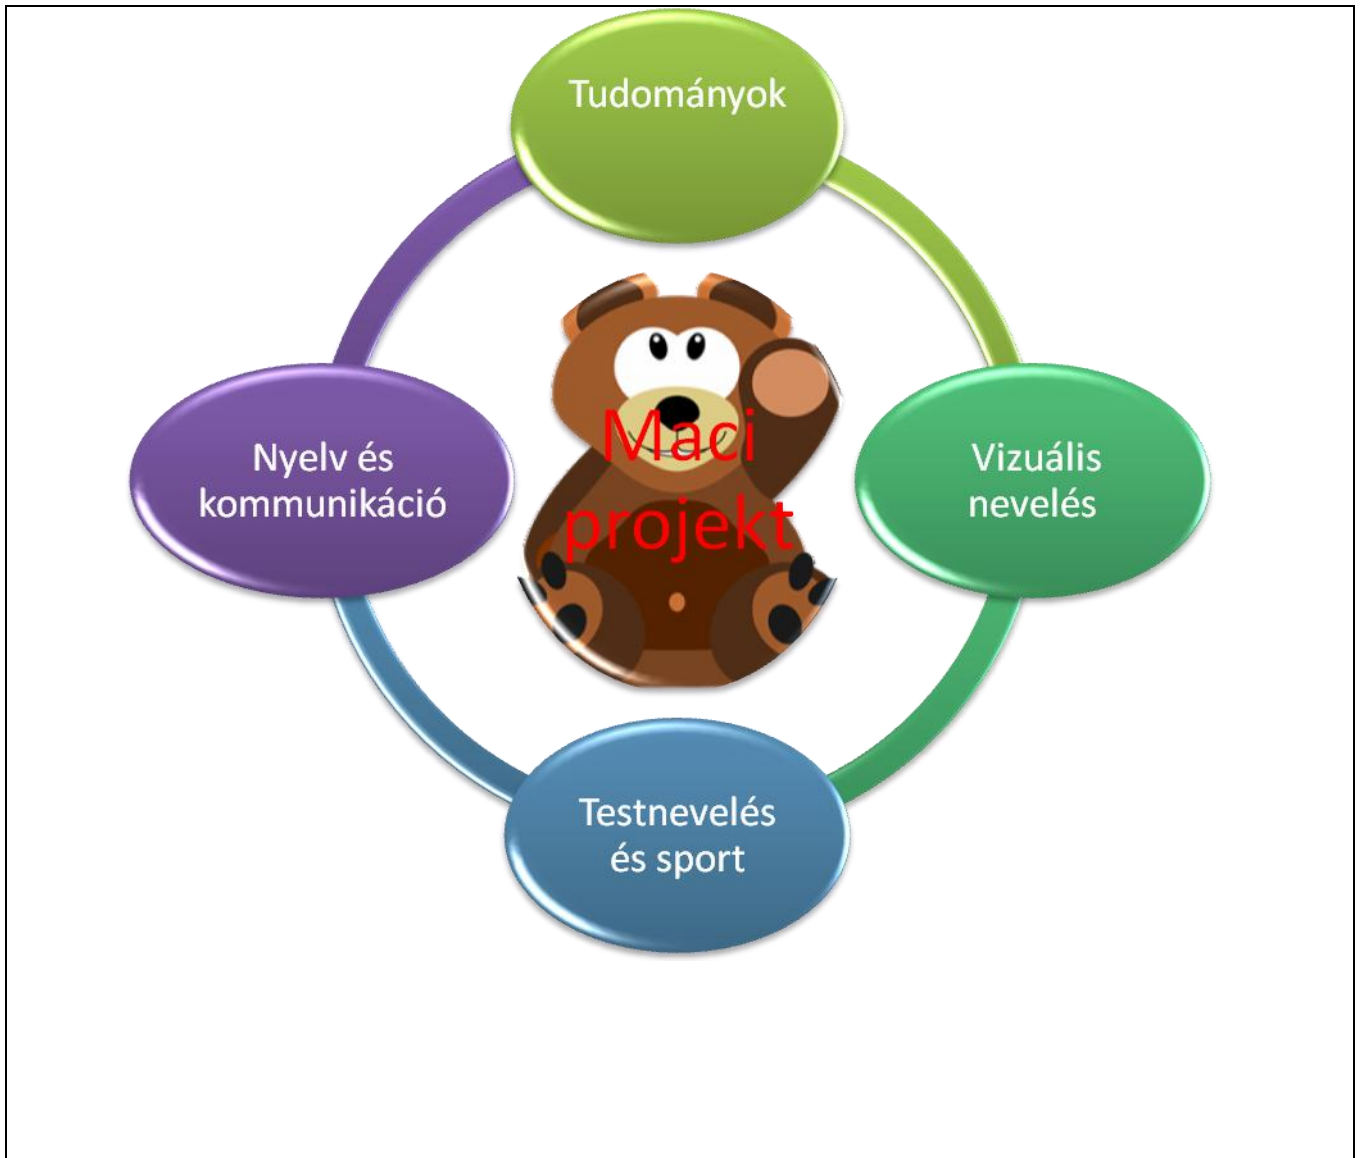 Tudományok
Nyelv és
kommunikáció
Maci
projekt
Vizuális
nevelés
Testnevelés
és sport